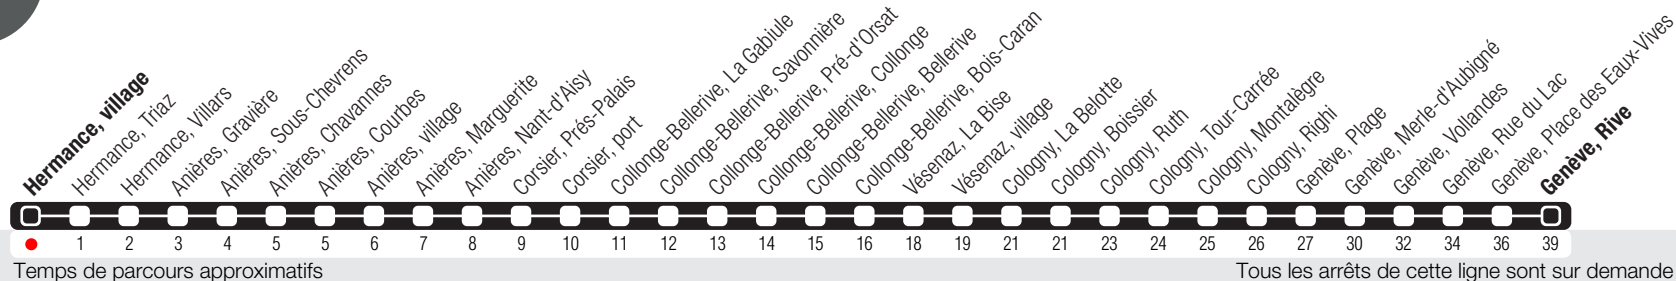 Hermance, village
Hermance, Triaz
Hermance, Villars
Anières, Gravière
Anières, Sous-Chevrens
Anières, Chavannes
Anières, Courbes
Anières, village
Anières, Marguerite
Anières, Nant-d'Aisy
Corsier, Prés-Palais
Corsier, port
Collonge-Bellerive, La Gabiule
Collonge-Bellerive, Savonnière
Collonge-Bellerive, Pré-d'Orsat
Collonge-Bellerive, Collonge
Collonge-Bellerive, Bellerive
Collonge-Bellerive, Bois-Caran
Vésenaz, La Bise
Vésenaz, village
Cologny, La Belotte
Cologny, Boissier
Cologny, Ruth
Cologny, Tour-Carrée
Cologny, Montalègre
Cologny, Righi
Genève, Plage
Genève, Merle-d'Aubigné
Genève, Vollandes
Genève, Rue du Lac
Genève, Place des Eaux-Vives
Genève, Rive
1 2 3 4 5 5 6 7 8 9 10 11 12 13 14 15 16 18 19 21 21 23 24 25 26 27 30 32 34 36 39
Temps de parcours approximatifs
Tous les arrêts de cette ligne sont sur demande